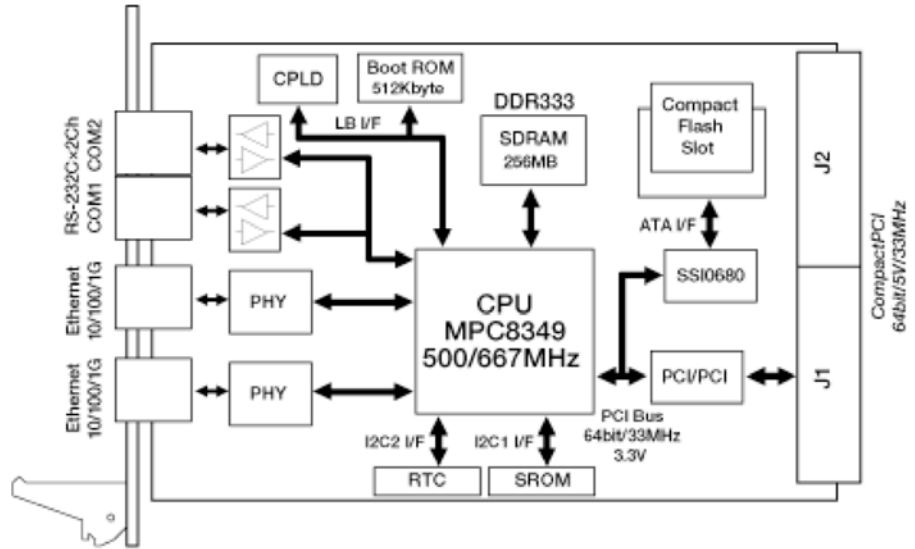 CPLD
Boot ROM
512Kbyte
LB I/F
DDR333
SDRAM
256MB
Compact
Flash
Slot
J2
RS-232C×2Ch
COM1 COM2
ATA I/F
SSI0680
CompactPCI
64bit/5V/33MHz
Ethernet
10/100/1G
PHY
CPU
MPC8349
500/667MHz
Ethernet
10/100/1G
PHY
PCI/PCI
J1
PCI Bus
64bit/33MHz
3.3V
I2C2 I/F
I2C1 I/F
RTC
SROM